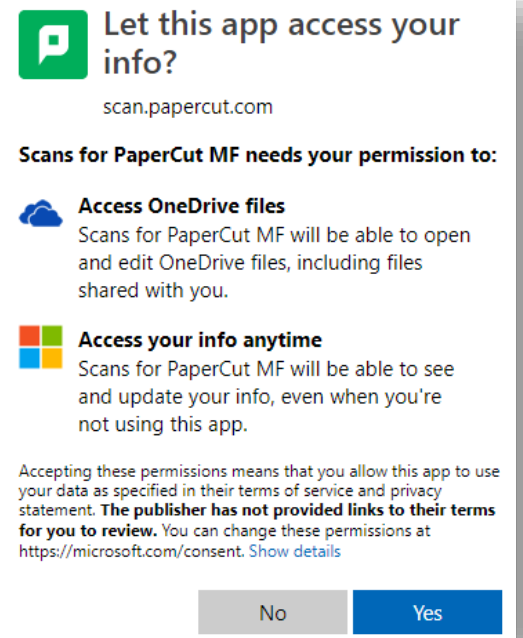 Let this app access your
info?
scan.papercut.com
Scans for PaperCut MF needs your permission to:
Access OneDrive files
Scans for PaperCut MF will be able to open
and edit OneDrive files, including files
shared with you.
Access your info anytime
Scans for PaperCut MF will be able to see
and update your info, even when you're
not using this app.
Accepting these permissions means that you allow this app to use
your data as specified in their terms of service and privacy
statement. The publisher has not provided links to their terms
for you to review. You can change these permissions at
https://microsoft.com/consent. Show details
No
Yes